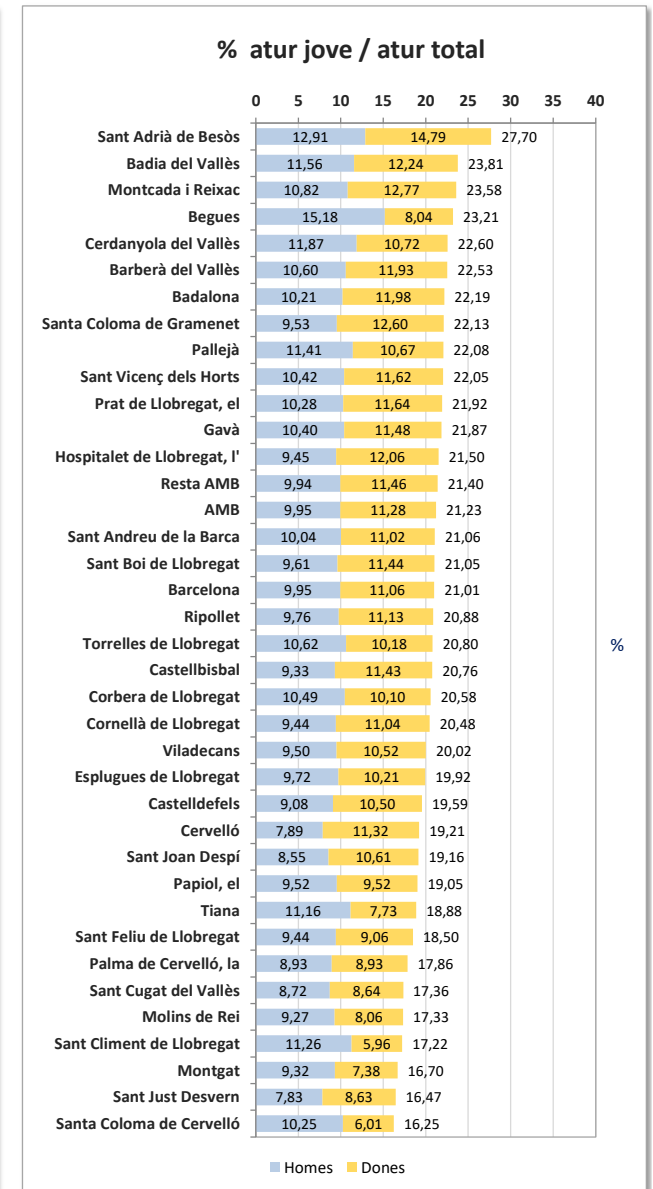 % atur jove / atur total
0 5 10 15 20 25 30 35 40
Sant Adrià de Besòs 12,91 14,79 27,70
Badia del Vallès 11,56 12,24 23,81
Montcada i Reixac 10,82 12,77 23,58
Begues 15,18 8,04 23,21
Cerdanyola del Vallès 11,87 10,72 22,60
Barberà del Vallès 10,60 11,93 22,53
Badalona 10,21 11,98 22,19
Santa Coloma de Gramenet 9,53 12,60 22,13
Pallejà 11,41 10,67 22,08
Sant Vicenç dels Horts 10,42 11,62 22,05
Prat de Llobregat, el 10,28 11,64 21,92
Gavà 10,40 11,48 21,87
Hospitalet de Llobregat, l' 9,45 12,06 21,50
Resta AMB 9,94 11,46 21,40
AMB 9,95 11,28 21,23
Sant Andreu de la Barca 10,04 11,02 21,06
Sant Boi de Llobregat 9,61 11,44 21,05
Barcelona 9,95 11,06 21,01
Ripollet 9,76 11,13 20,88
Torrelles de Llobregat 10,62 10,18 20,80 %
Castellbisbal 9,33 11,43 20,76
Corbera de Llobregat 10,49 10,10 20,58
Cornellà de Llobregat 9,44 11,04 20,48
Viladecans 9,50 10,52 20,02
Esplugues de Llobregat 9,72 10,21 19,92
Castelldefels 9,08 10,50 19,59
Cervelló 7,89 11,32 19,21
Sant Joan Despí 8,55 10,61 19,16
Papiol, el 9,52 9,52 19,05
Tiana 11,16 7,73 18,88
Sant Feliu de Llobregat 9,44 9,06 18,50
Palma de Cervelló, la 8,93 8,93 17,86
Sant Cugat del Vallès 8,72 8,64 17,36
Molins de Rei 9,27 8,06 17,33
Sant Climent de Llobregat 11,26 5,96 17,22
Montgat 9,32 7,38 16,70
Sant Just Desvern 7,83 8,63 16,47
Santa Coloma de Cervelló 10,25 6,01 16,25
Homes Dones